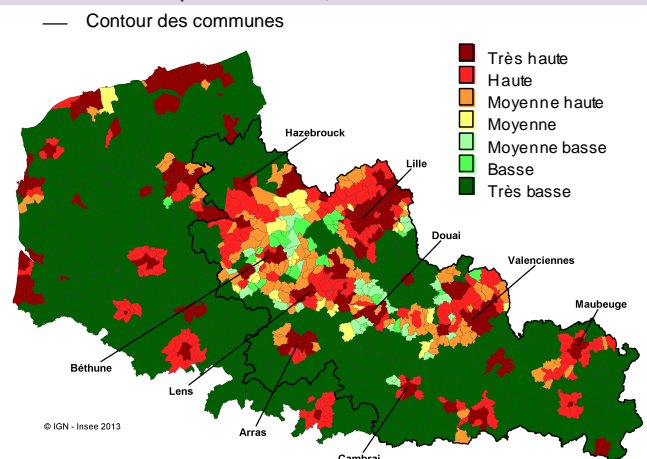 Contour des communes
Très haute
Haute
Moyenne haute
Moyenne
Moyenne basse
Basse
Très basse
Hazebrouck
Lille
Douai
Valenciennes
Maubeuge
Béthune
Lens
Arras
Cambrai
© IGN - Insee 2013